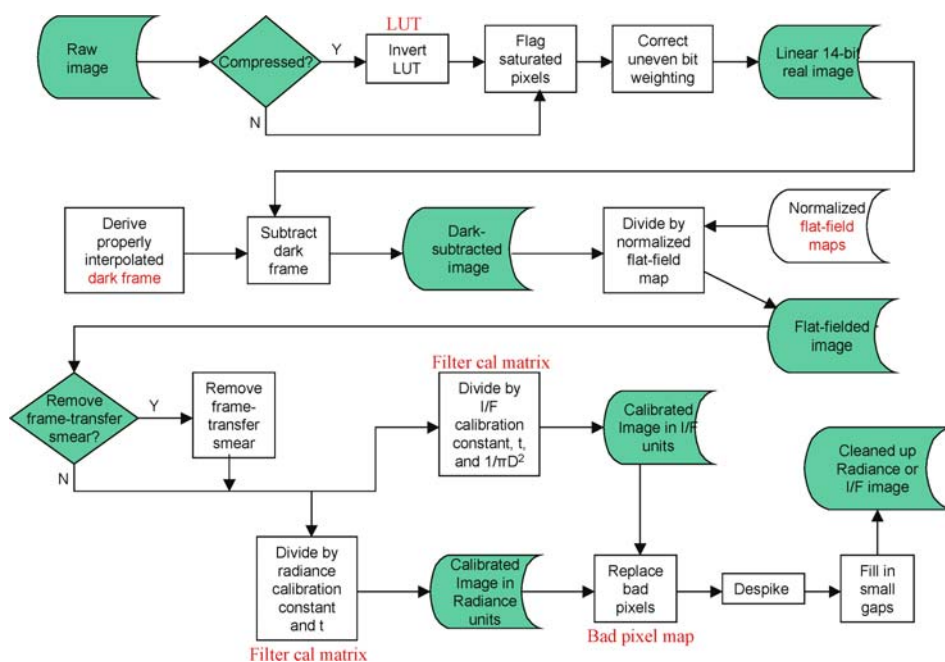 Raw
image
Compressed?
Y
N
LUT
Invert
LUT
Flag
saturated
pixels
Correct
uneven bit
weighting
Linear 14-bit
real image
Derive
properly
interpolated
dark frame
Subtract
dark
frame
Dark-
subtracted
image
Divide by
normalized
flat-field
map
Normalized
flat-field
maps
Flat-fielded
image
Remove
frame-transfer
smear?
Y
N
Remove
frame-
transfer
smear
Filter cal matrix
Divide by
I/F
calibration
constant, t,
and 1/πD²
Calibrated
Image in I/F
units
Cleaned up
Radiance or
I/F image
Divide by
radiance
calibration
constant
and t
Filter cal matrix
Calibrated
Image in
Radiance
units
Replace
bad
pixels
Bad pixel map
Despike
Fill in
small
gaps